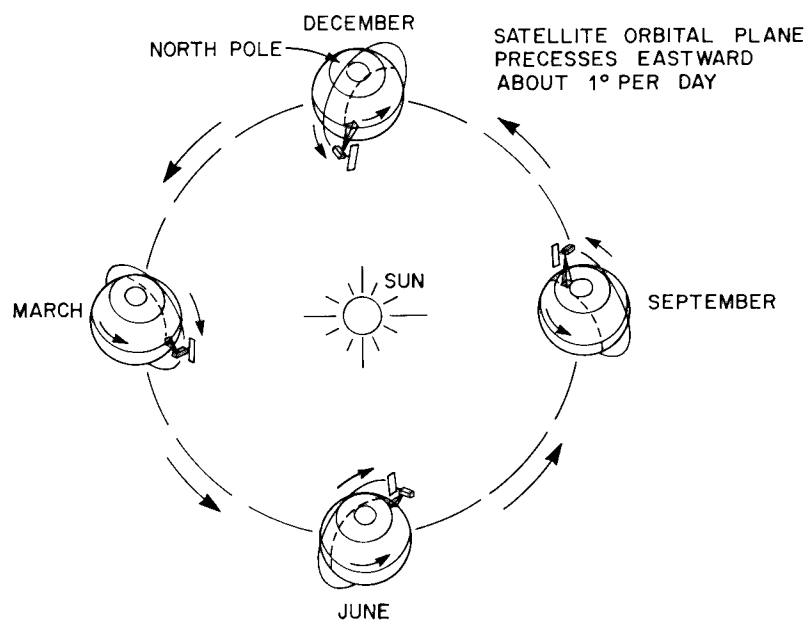 DECEMBER
NORTH POLE
SATELLITE ORBITAL PLANE
PRECESSES EASTWARD
ABOUT 1° PER DAY
SUN
MARCH
SEPTEMBER
JUNE